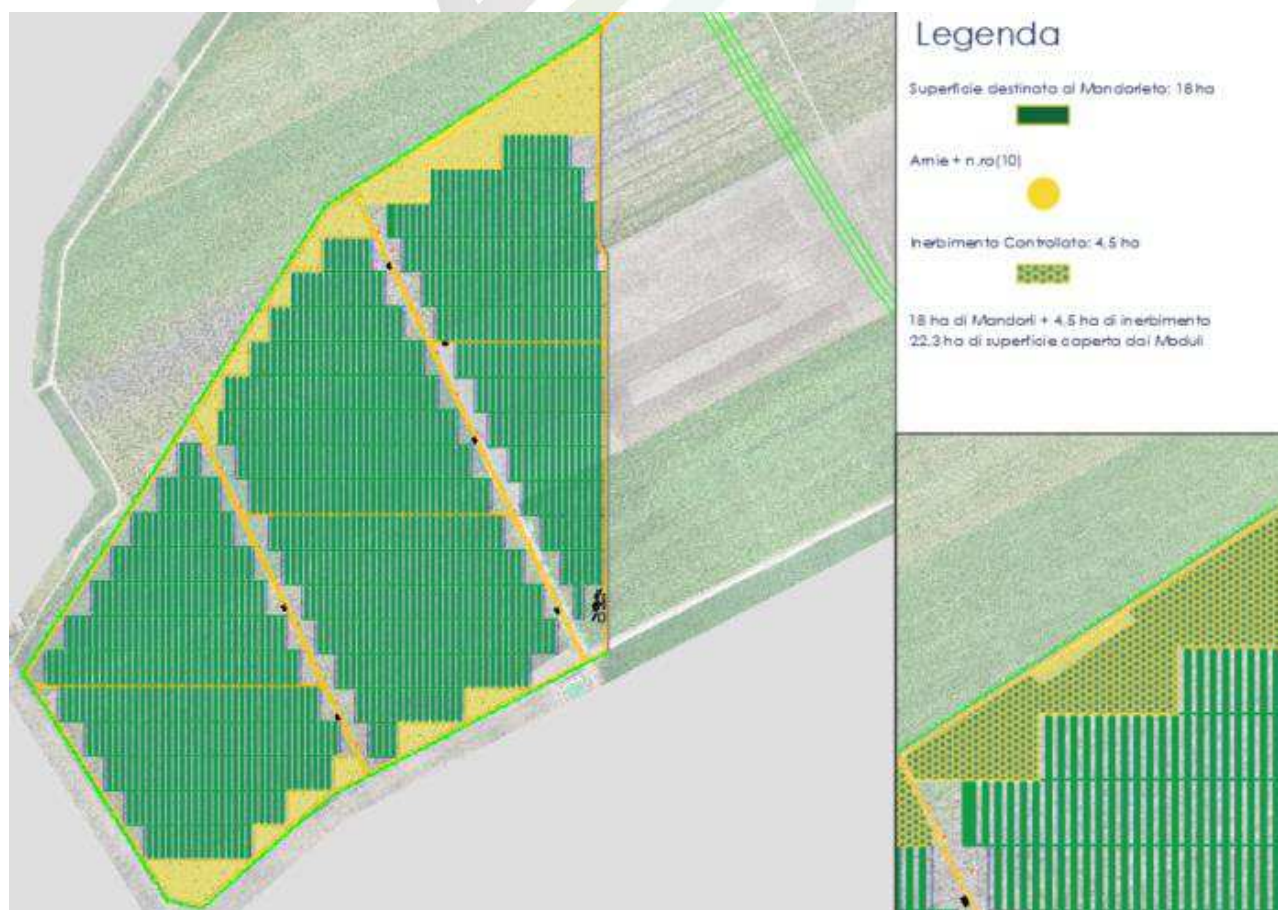 Legenda
Superficie destinata al Mandorleto: 18 ha
Arnie + n.ro(10)
Inerbimento Controllato: 4,5 ha
18 ha di Mandorli + 4,5 ha di inerbimento
22,3 ha di superficie coperta dai Moduli